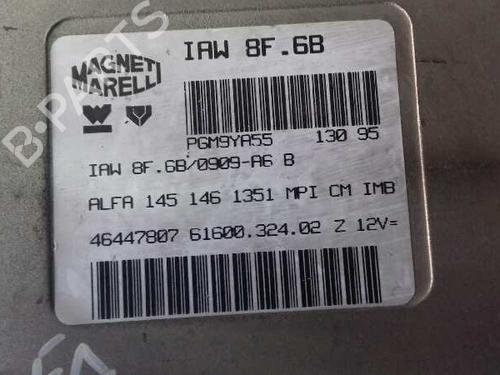 IAW 8F.6B
MAGNETI
MARELLI
PGM9YA55 130 95
IAW 8F.6B/0909-A6 B
ALFA 145 146 1351 MPI CM IMB
46447807 61600.324.02 Z 12V=
B-PARTS